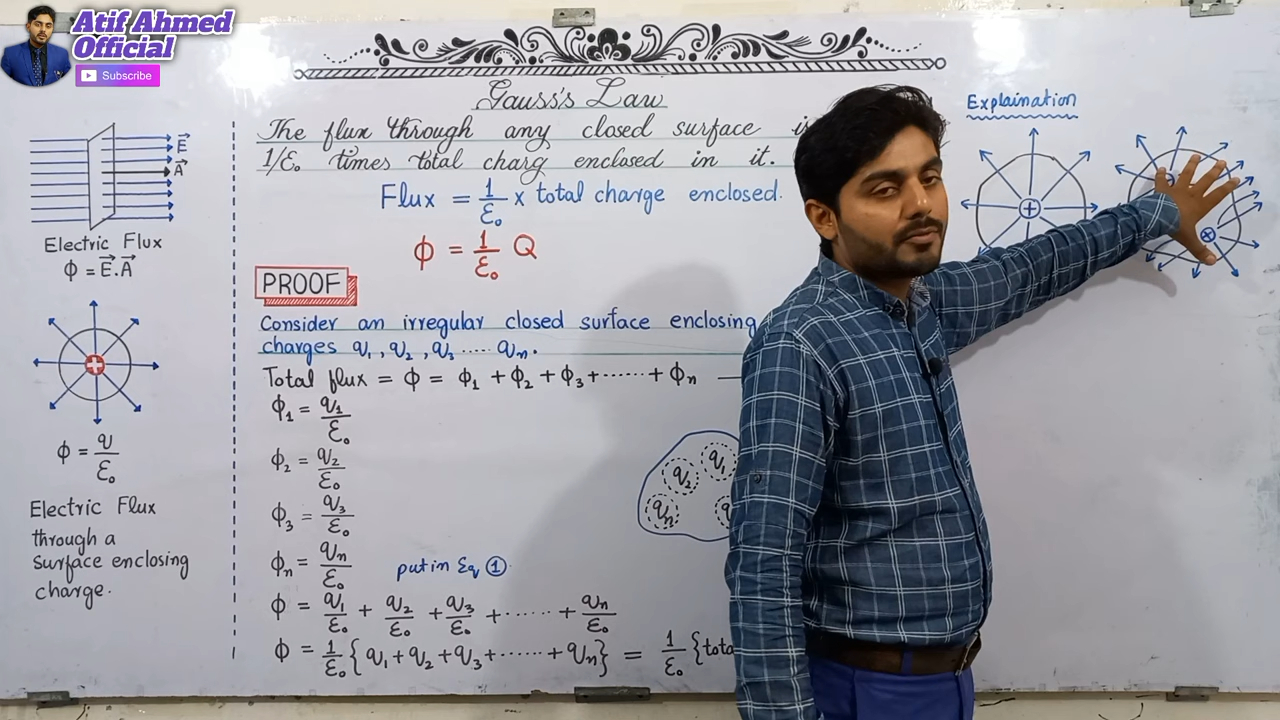 Atif Ahmed
Official
Subscribe
E
A
Electric Flux
ϕ = E.A
+
ϕ = q/ε₀
Electric Flux
through a
Surface enclosing
charge.
Gauss's Law
The flux through any closed surface is
1/ε₀ times total charg enclosed in it.
Flux = 1/ε₀ x total charge enclosed.
ϕ = 1/ε₀ Q
PROOF
Consider an irregular closed surface enclosing
charges q₁, q₂, q₃ ..... qₙ.
Total flux = ϕ = ϕ₁ + ϕ₂ + ϕ₃ + ...... + ϕₙ —
ϕ₁ = q₁/ε₀
ϕ₂ = q₂/ε₀
ϕ₃ = q₃/ε₀
ϕₙ = qₙ/ε₀
put in Eq ①
ϕ = q₁/ε₀ + q₂/ε₀ + q₃/ε₀ + ...... + qₙ/ε₀
ϕ = 1/ε₀ { q₁ + q₂ + q₃ + ...... + qₙ } = 1/ε₀ {
q₁
q₂
qₙ
Explaination
+